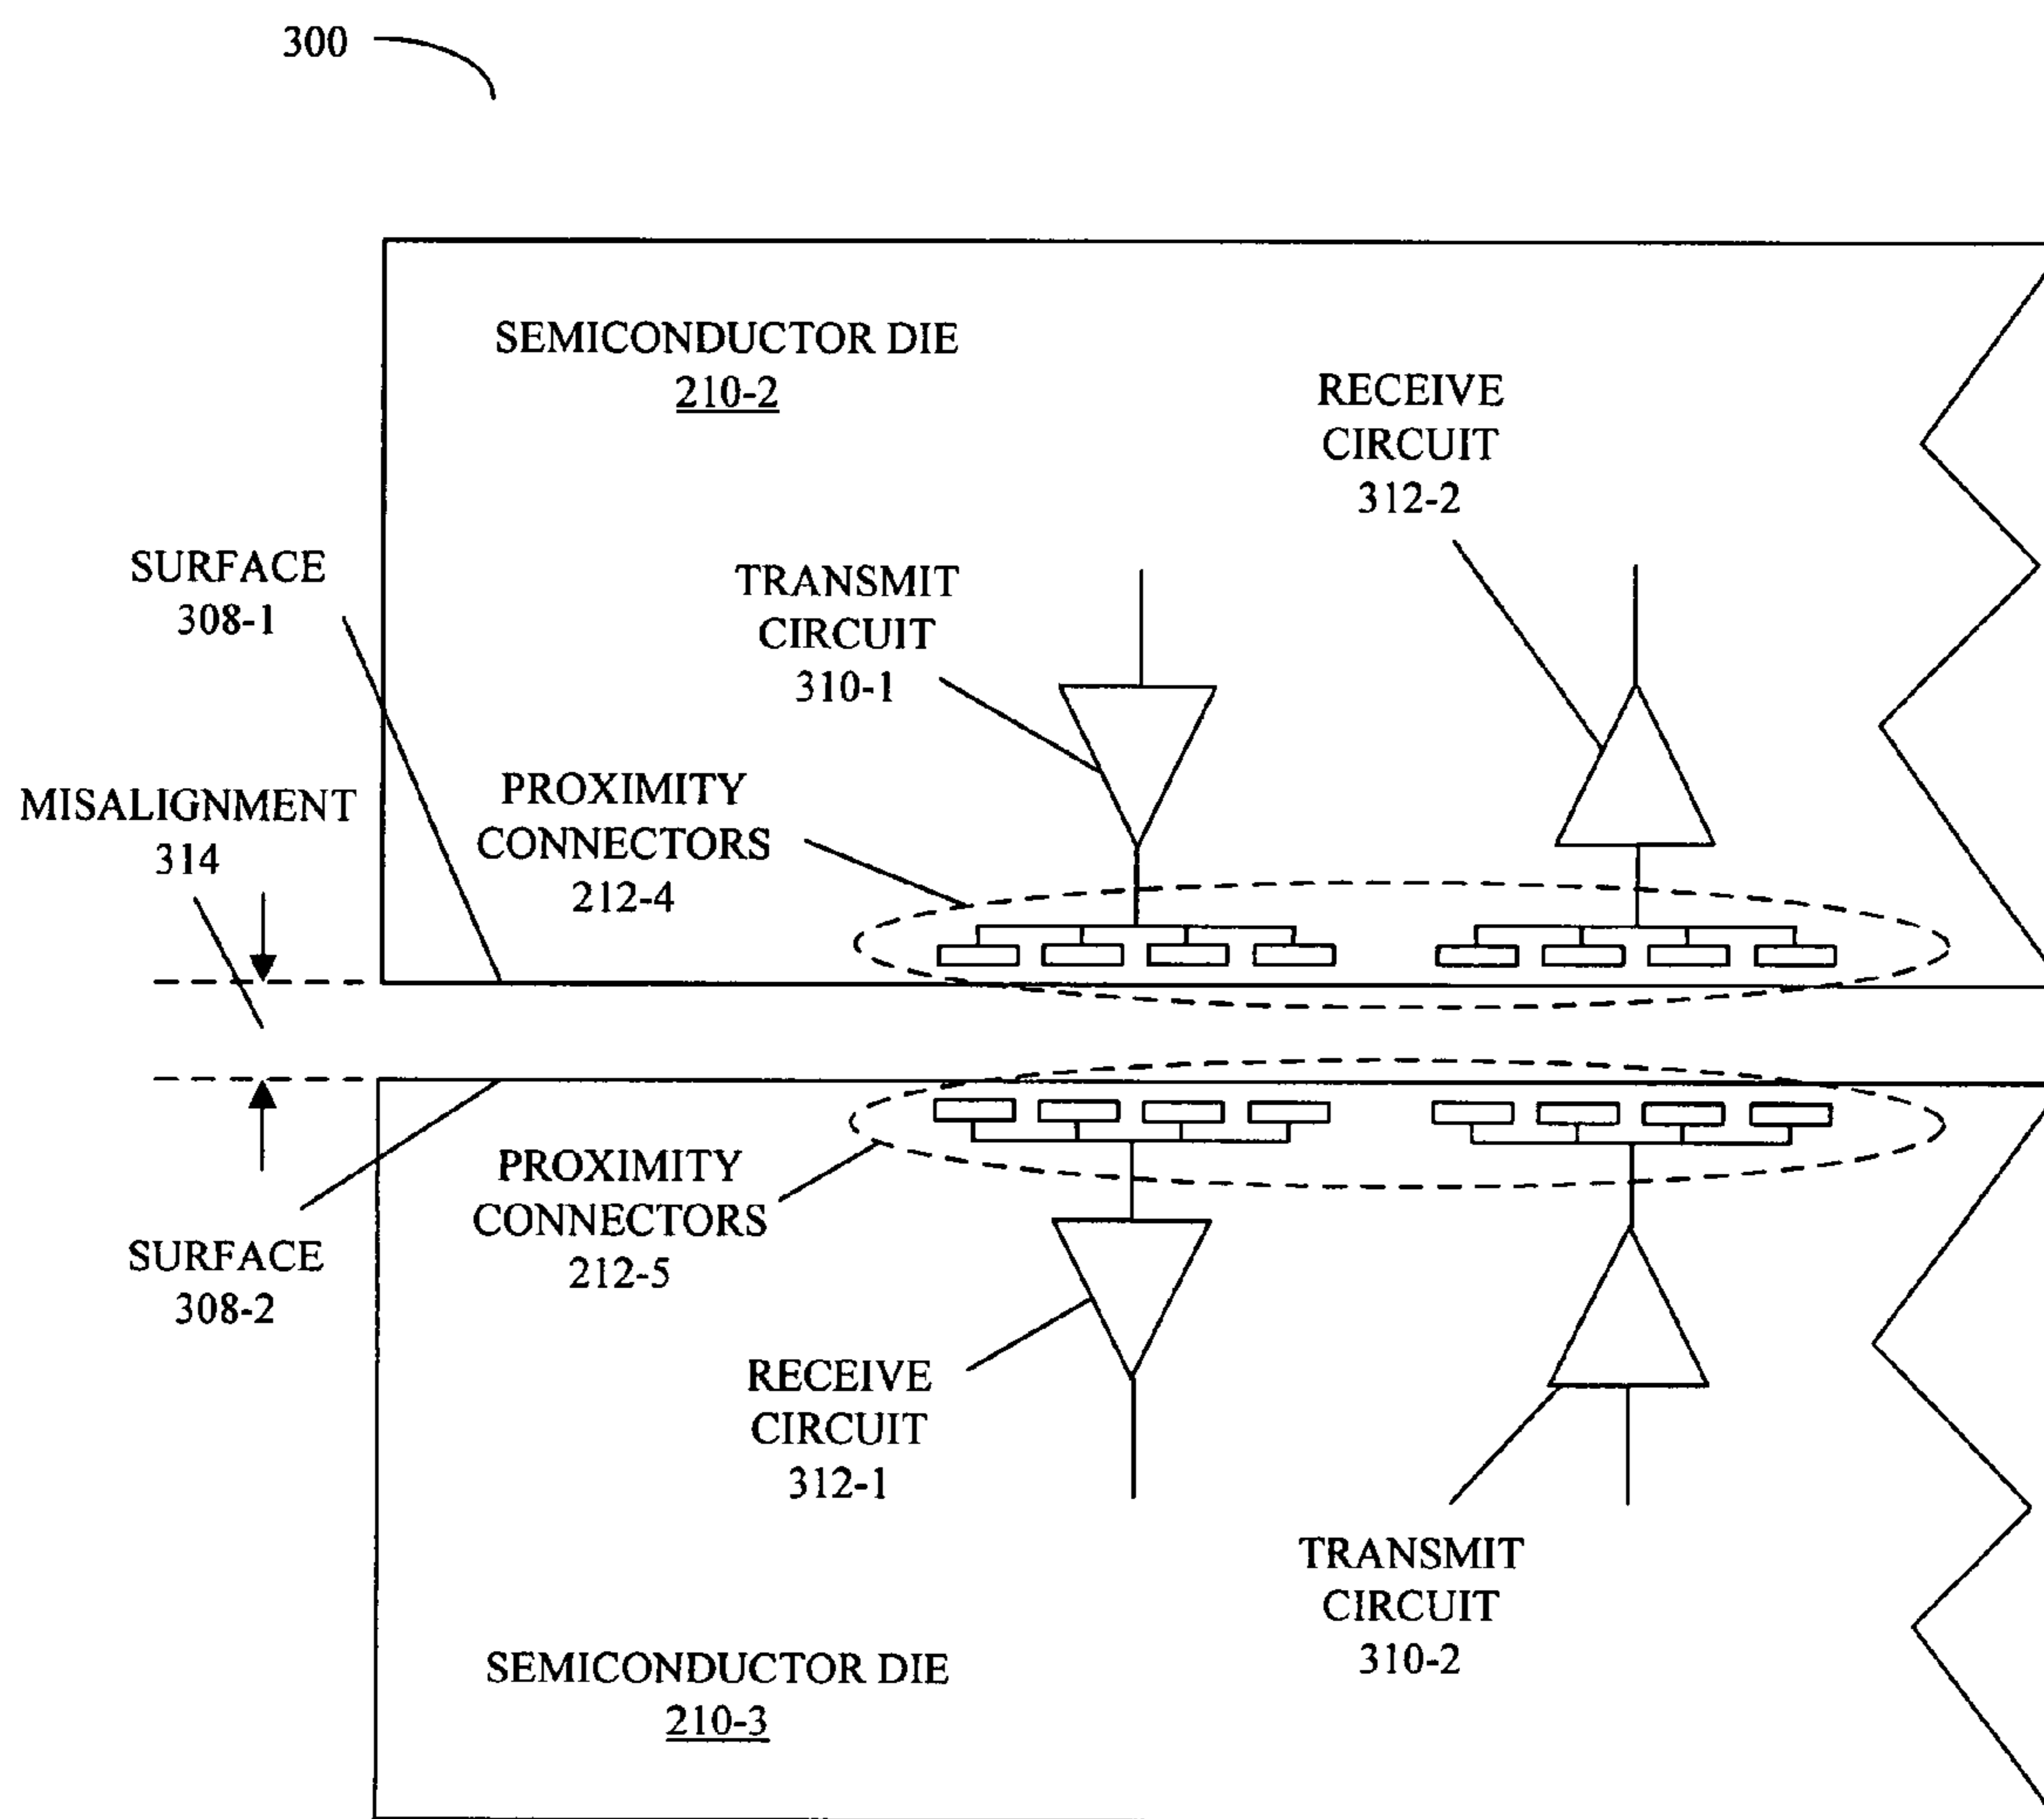 300
SEMICONDUCTOR DIE
210-2
RECEIVE
CIRCUIT
312-2
SURFACE
308-1
TRANSMIT
CIRCUIT
310-1
MISALIGNMENT
314
PROXIMITY
CONNECTORS
212-4
PROXIMITY
CONNECTORS
212-5
SURFACE
308-2
RECEIVE
CIRCUIT
312-1
TRANSMIT
CIRCUIT
310-2
SEMICONDUCTOR DIE
210-3